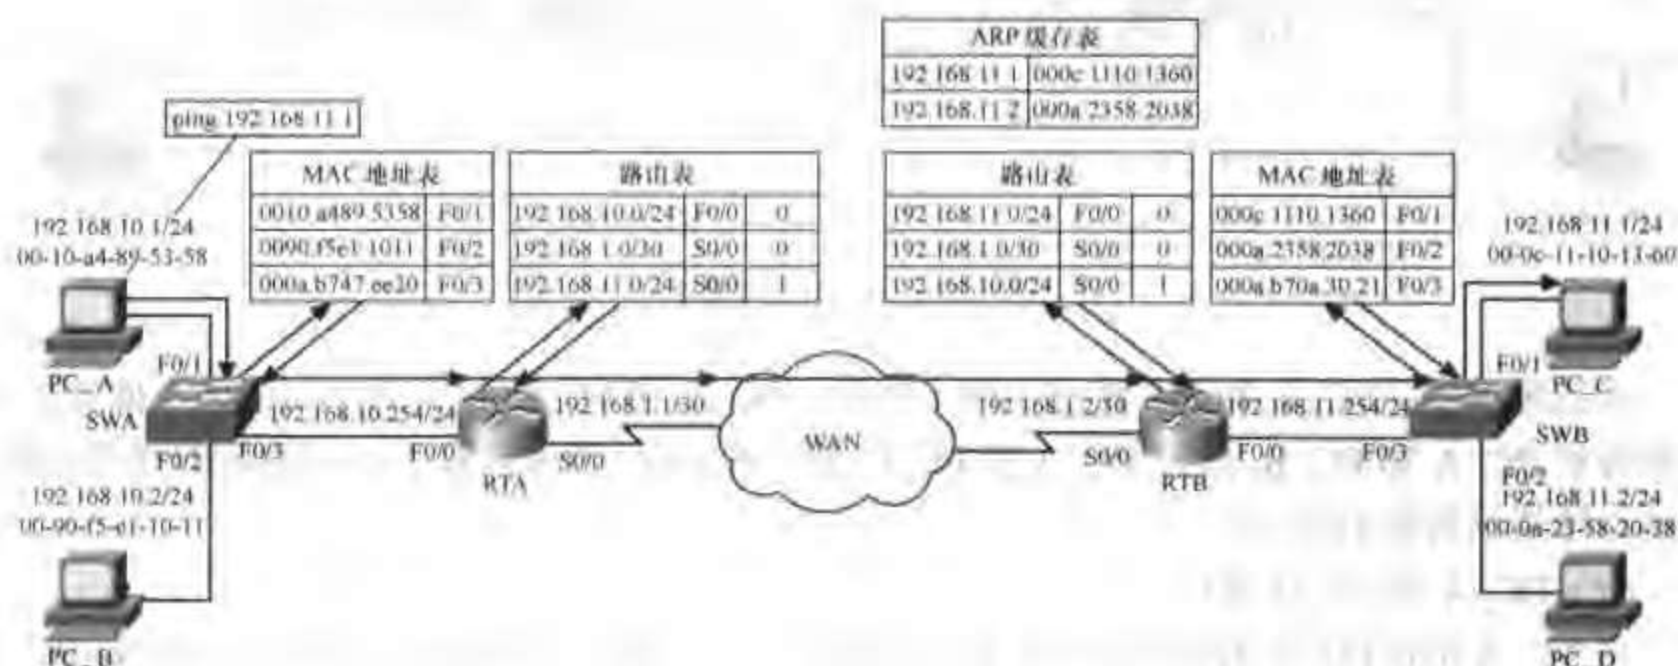 ARP 缓存表
192 168 11 1 000c 1110 1360
192 168.11 2 000a 2358 2038
ping 192 168 11 1
MAC 地址表
0010 a489 5358 F0/1
0090.f5e1 1011 F0/2
000a.b747.ee20 F0/3
路由表
192 168.10.0/24 F0/0 0
192 168 1.0/30 S0/0 0
192.168 11 0/24 S0/0 1
路由表
192.168 11 0/24 F0/0 0
192.168 1.0/30 S0/0 0
192.168.10.0/24 S0/0 1
MAC 地址表
000c 1110.1360 F0/1
000a.2358 2038 F0/2
000a.b70a.30 21 F0/3
192 168 10 1/24
00-10-a4-89-53-58
192.168 11 1/24
00-0c-11-10-13-60
PC_A
F0/1
SWA
192 168.10.254/24
F0/2
F0/3
F0/0
RTA
192 168 1.1/30
S0/0
WAN
192 168.1 2/30
S0/0
RTB
192 168 11.254/24
F0/0
F0/3
F0/1
PC_C
SWB
F0/2
192 168 10.2/24
00-90-f5-e1-10-11
192.168 11.2/24
00-0a-23-58-20-38
PC_B
PC_D